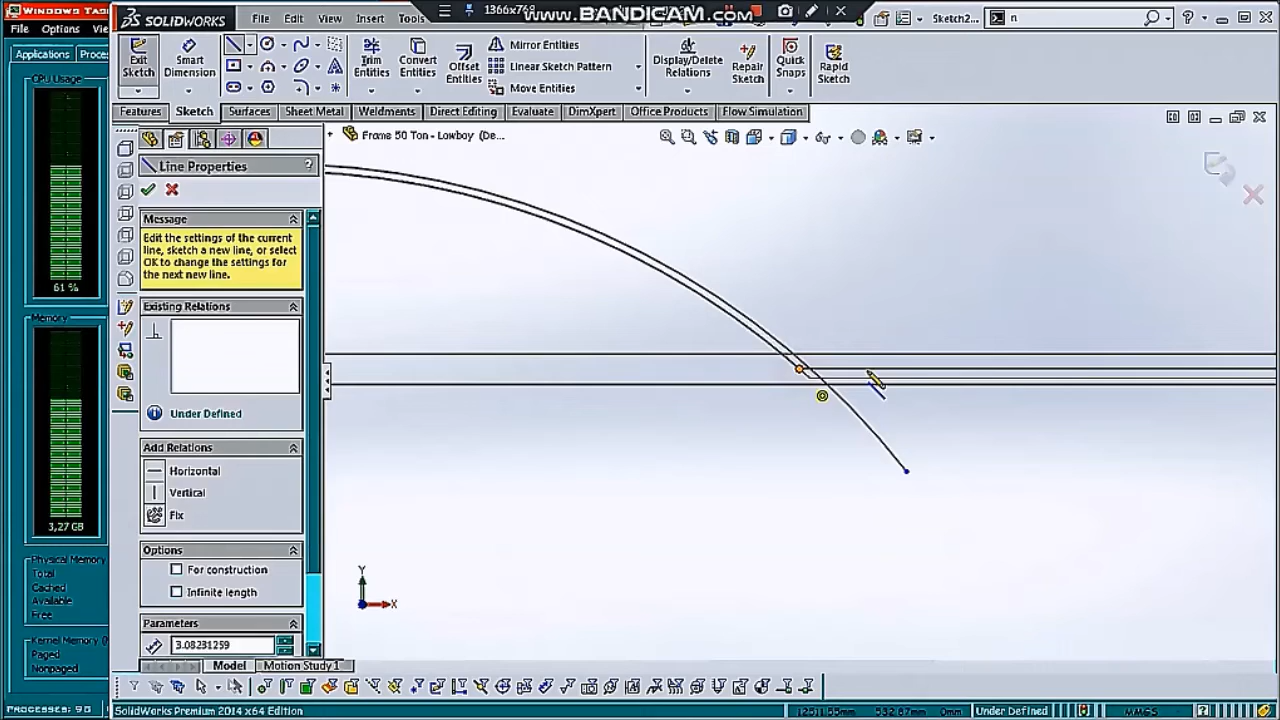 Windows Tas
1366x768
www.BANDICAM.com
SOLIDWORKS
File
Edit
View
Insert
Tools
Sketch2...
n
File
Options
Applications
CPU Usage
61 %
Memory
3,27 GB
Physical Memory
Total
Cached
Available
Free
Kernel Memory
Paged
Nonpaged
Processes: 9
Exit Sketch
Smart Dimension
Trim Entities
Convert Entities
Offset Entities
Mirror Entities
Linear Sketch Pattern
Move Entities
Display/Delete Relations
Repair Sketch
Quick Snaps
Rapid Sketch
Features
Sketch
Surfaces
Sheet Metal
Weldments
Direct Editing
Evaluate
DimXpert
Office Products
Flow Simulation
Frame 50 Ton - Lowboy (De...
Line Properties
?
Message
Edit the settings of the current
line, sketch a new line, or select
OK to change the settings for
the next new line.
Existing Relations
Under Defined
Add Relations
Horizontal
Vertical
Fix
Options
For construction
Infinite length
Parameters
3.08231259
Y
X
Model
Motion Study 1
SolidWorks Premium 2014 x64 Edition
0mm
Under Defined
MMGS